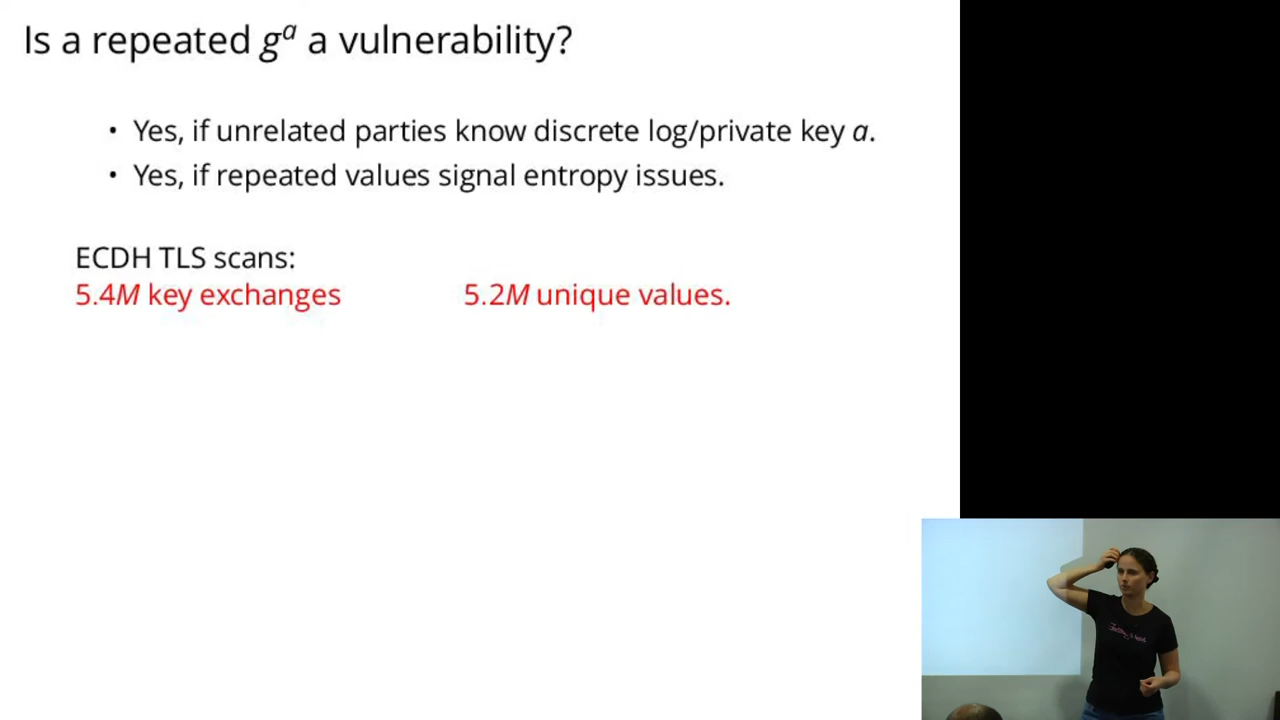 Is a repeated gᵃ a vulnerability?
• Yes, if unrelated parties know discrete log/private key a.
• Yes, if repeated values signal entropy issues.
ECDH TLS scans:
5.4M key exchanges 5.2M unique values.